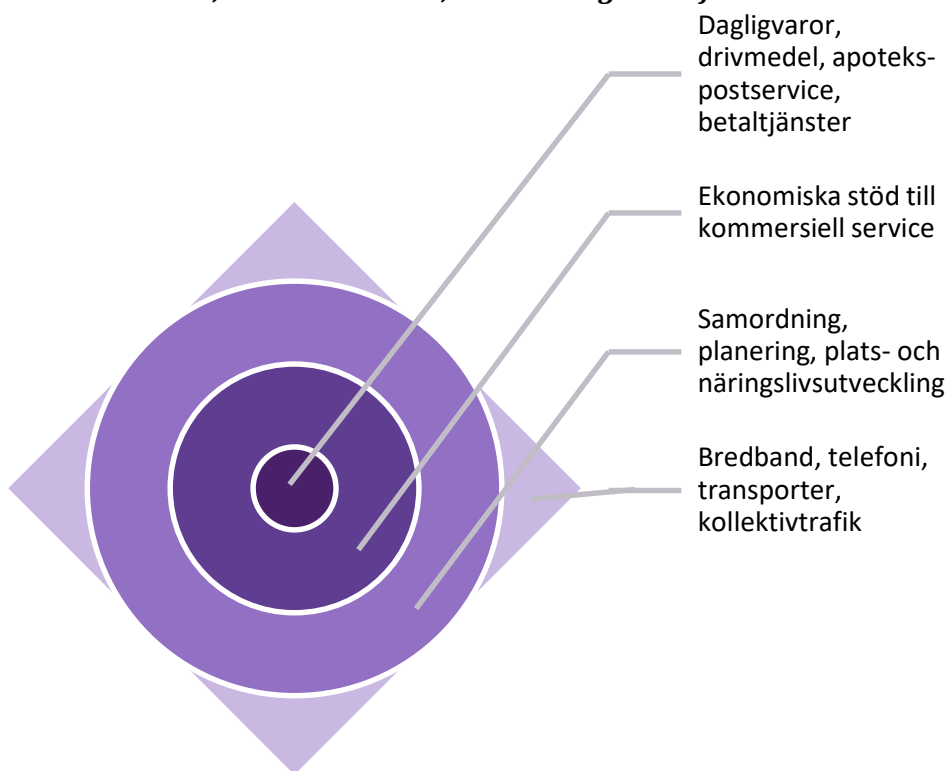 Dagligvaror,
drivmedel, apoteks-
postservice,
betaltjänster
Ekonomiska stöd till
kommersiell service
Samordning,
planering, plats- och
näringslivsutveckling
Bredband, telefoni,
transporter,
kollektivtrafik